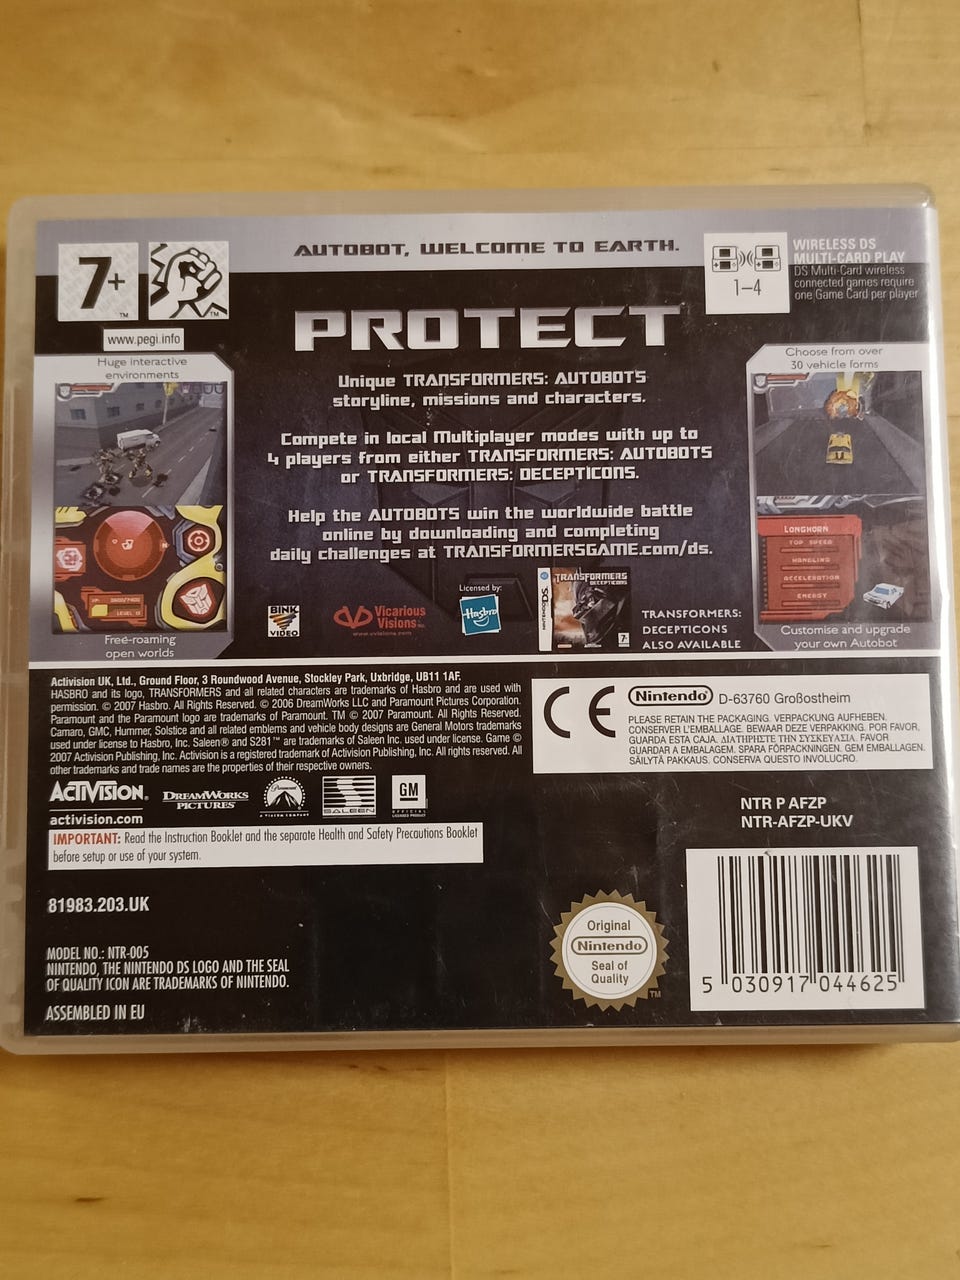 AUTOBOT, WELCOME TO EARTH.
7+
TM
TM
www.pegi.info
1-4
WIRELESS DS
MULTI-CARD PLAY
DS Multi-Card wireless
connected games require
one Game Card per player
PROTECT
Huge interactive
environments
Choose from over
30 vehicle forms
Unique TRANSFORMERS: AUTOBOTS
storyline, missions and characters.
Compete in local Multiplayer modes with up to
4 players from either TRANSFORMERS: AUTOBOTS
or TRANSFORMERS: DECEPTICONS.
Help the AUTOBOTS win the worldwide battle
online by downloading and completing
daily challenges at TRANSFORMERSGAME.com/ds.
LONGHORN
TOP SPEED
HANDLING
ACCELERATION
ENERGY
Free-roaming
open worlds
Customise and upgrade
your own Autobot
BINK
VIDEO
Vicarious
Visions
www.vvisions.com
Licensed by:
Hasbro
NINTENDO DS
TRANSFORMERS
DECEPTICONS
TRANSFORMERS:
DECEPTICONS
ALSO AVAILABLE
Activision UK, Ltd., Ground Floor, 3 Roundwood Avenue, Stockley Park, Uxbridge, UB11 1AF.
HASBRO and its logo, TRANSFORMERS and all related characters are trademarks of Hasbro and are used with
permission. © 2007 Hasbro. All Rights Reserved. © 2006 DreamWorks LLC and Paramount Pictures Corporation.
Paramount and the Paramount logo are trademarks of Paramount. TM © 2007 Paramount. All Rights Reserved.
Camaro, GMC, Hummer, Solstice and all related emblems and vehicle body designs are General Motors trademarks
used under license to Hasbro, Inc. Saleen® and S281™ are trademarks of Saleen Inc. used under license. Game ©
2007 Activision Publishing, Inc. Activision is a registered trademark of Activision Publishing, Inc. All rights reserved. All
other trademarks and trade names are the properties of their respective owners.
ACTIVISION.
activision.com
DREAMWORKS
PICTURES
Paramount
SALEEN
GM
IMPORTANT: Read the Instruction Booklet and the separate Health and Safety Precautions Booklet
before setup or use of your system.
CE
Nintendo® D-63760 Großostheim
PLEASE RETAIN THE PACKAGING. VERPACKUNG AUFHEBEN.
CONSERVER L'EMBALLAGE. BEWAAR DEZE VERPAKKING. POR FAVOR,
GUARDA ESTA CAJA. ΔΙΑΤΗΡΗΣΤΕ ΤΗΝ ΣΥΣΚΕΥΑΣΙΑ. FAVOR
GUARDAR A EMBALAGEM. SPARA FÖRPACKNINGEN. GEM EMBALLAGEN.
SÄILYTÄ PAKKAUS. CONSERVA QUESTO INVOLUCRO.
NTR P AFZP
NTR-AFZP-UKV
81983.203.UK
MODEL NO.: NTR-005
NINTENDO, THE NINTENDO DS LOGO AND THE SEAL
OF QUALITY ICON ARE TRADEMARKS OF NINTENDO.
ASSEMBLED IN EU
Original
Nintendo
Seal of
Quality
TM
5 030917 044625